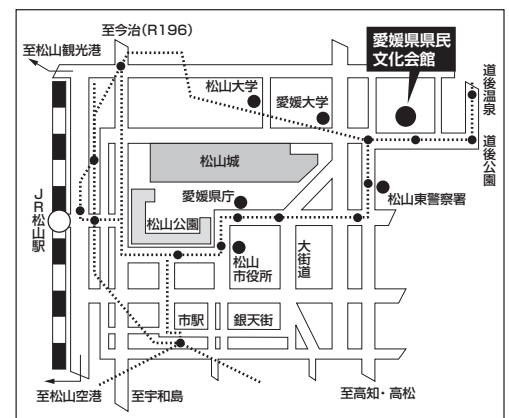 至今治(R196)
至松山観光港
愛媛県県民
文化会館
道後温泉
松山大学
愛媛大学
道後公園
松山城
愛媛県庁
松山東警察署
JR松山駅
松山公園
松山
市役所
大街道
市駅
銀天街
至松山空港
至宇和島
至高知・高松